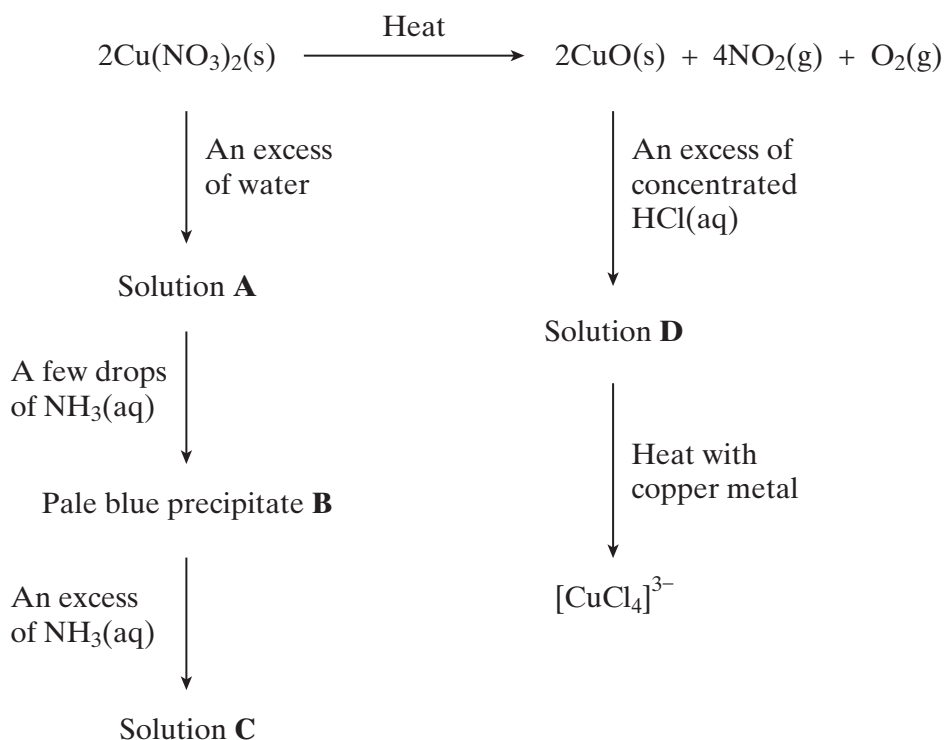 2Cu(NO₃)₂(s)
Heat
2CuO(s) + 4NO₂(g) + O₂(g)
An excess
of water
An excess of
concentrated
HCl(aq)
Solution A
Solution D
A few drops
of NH₃(aq)
Heat with
copper metal
Pale blue precipitate B
[CuCl₄]³⁻
An excess
of NH₃(aq)
Solution C